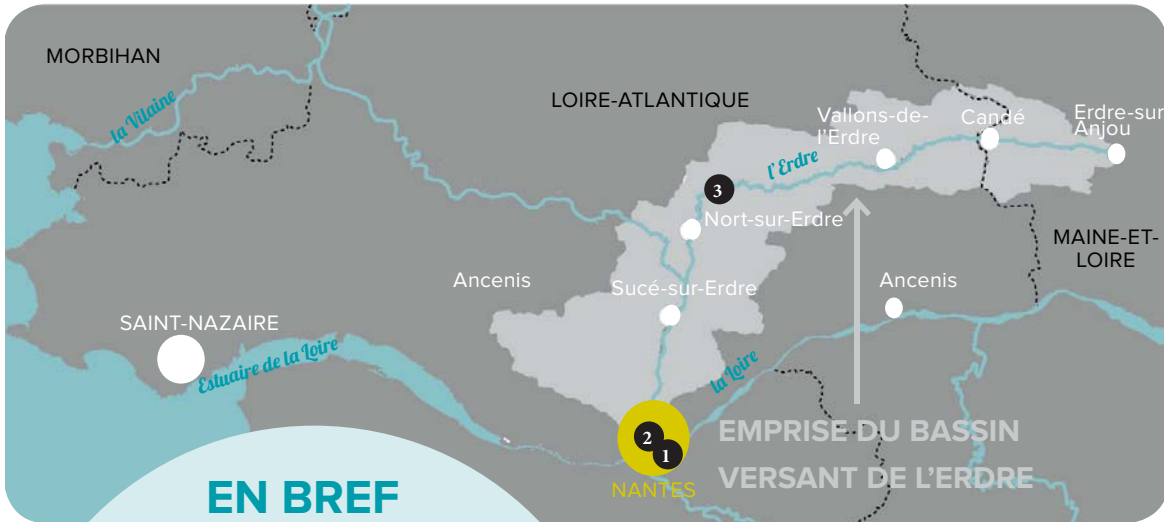 MORBIHAN
la Vilaine
LOIRE-ATLANTIQUE
Vallons-de-
l'Erdre
Candé
Erdre-sur
Anjou
l'Erdre
3
Nort-sur-Erdre
MAINE-ET-
LOIRE
Ancenis
Sucé-sur-Erdre
Ancenis
SAINT-NAZAIRE
Estuaire de la Loire
la Loire
2
1
EMPRISE DU BASSIN
VERSANT DE L'ERDRE
NANTES
EN BREF